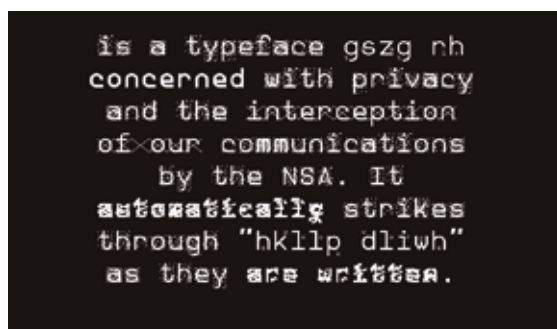 is a typeface gszg rh
concerned with privacy
and the interception
of our communications
by the NSA. It
automatically strikes
through "hkllp dliwh"
as they are written.